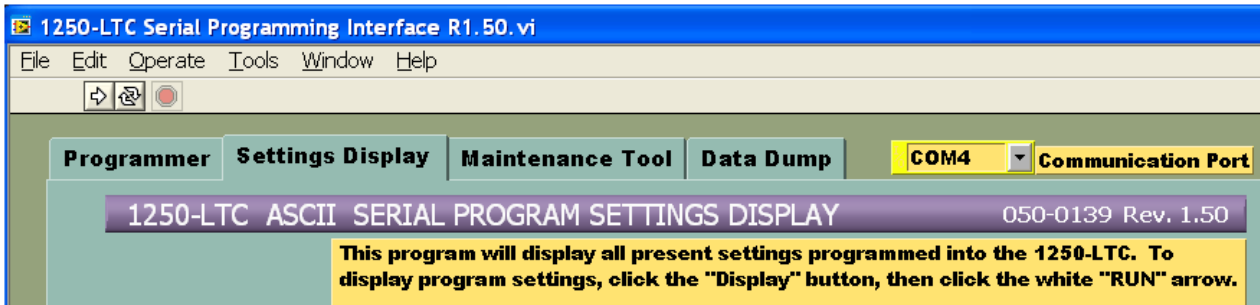 1250-LTC Serial Programming Interface R1.50.vi
File Edit Operate Tools Window Help
Programmer Settings Display Maintenance Tool Data Dump COM4 Communication Port
1250-LTC ASCII SERIAL PROGRAM SETTINGS DISPLAY 050-0139 Rev. 1.50
This program will display all present settings programmed into the 1250-LTC. To
display program settings, click the "Display" button, then click the white "RUN" arrow.